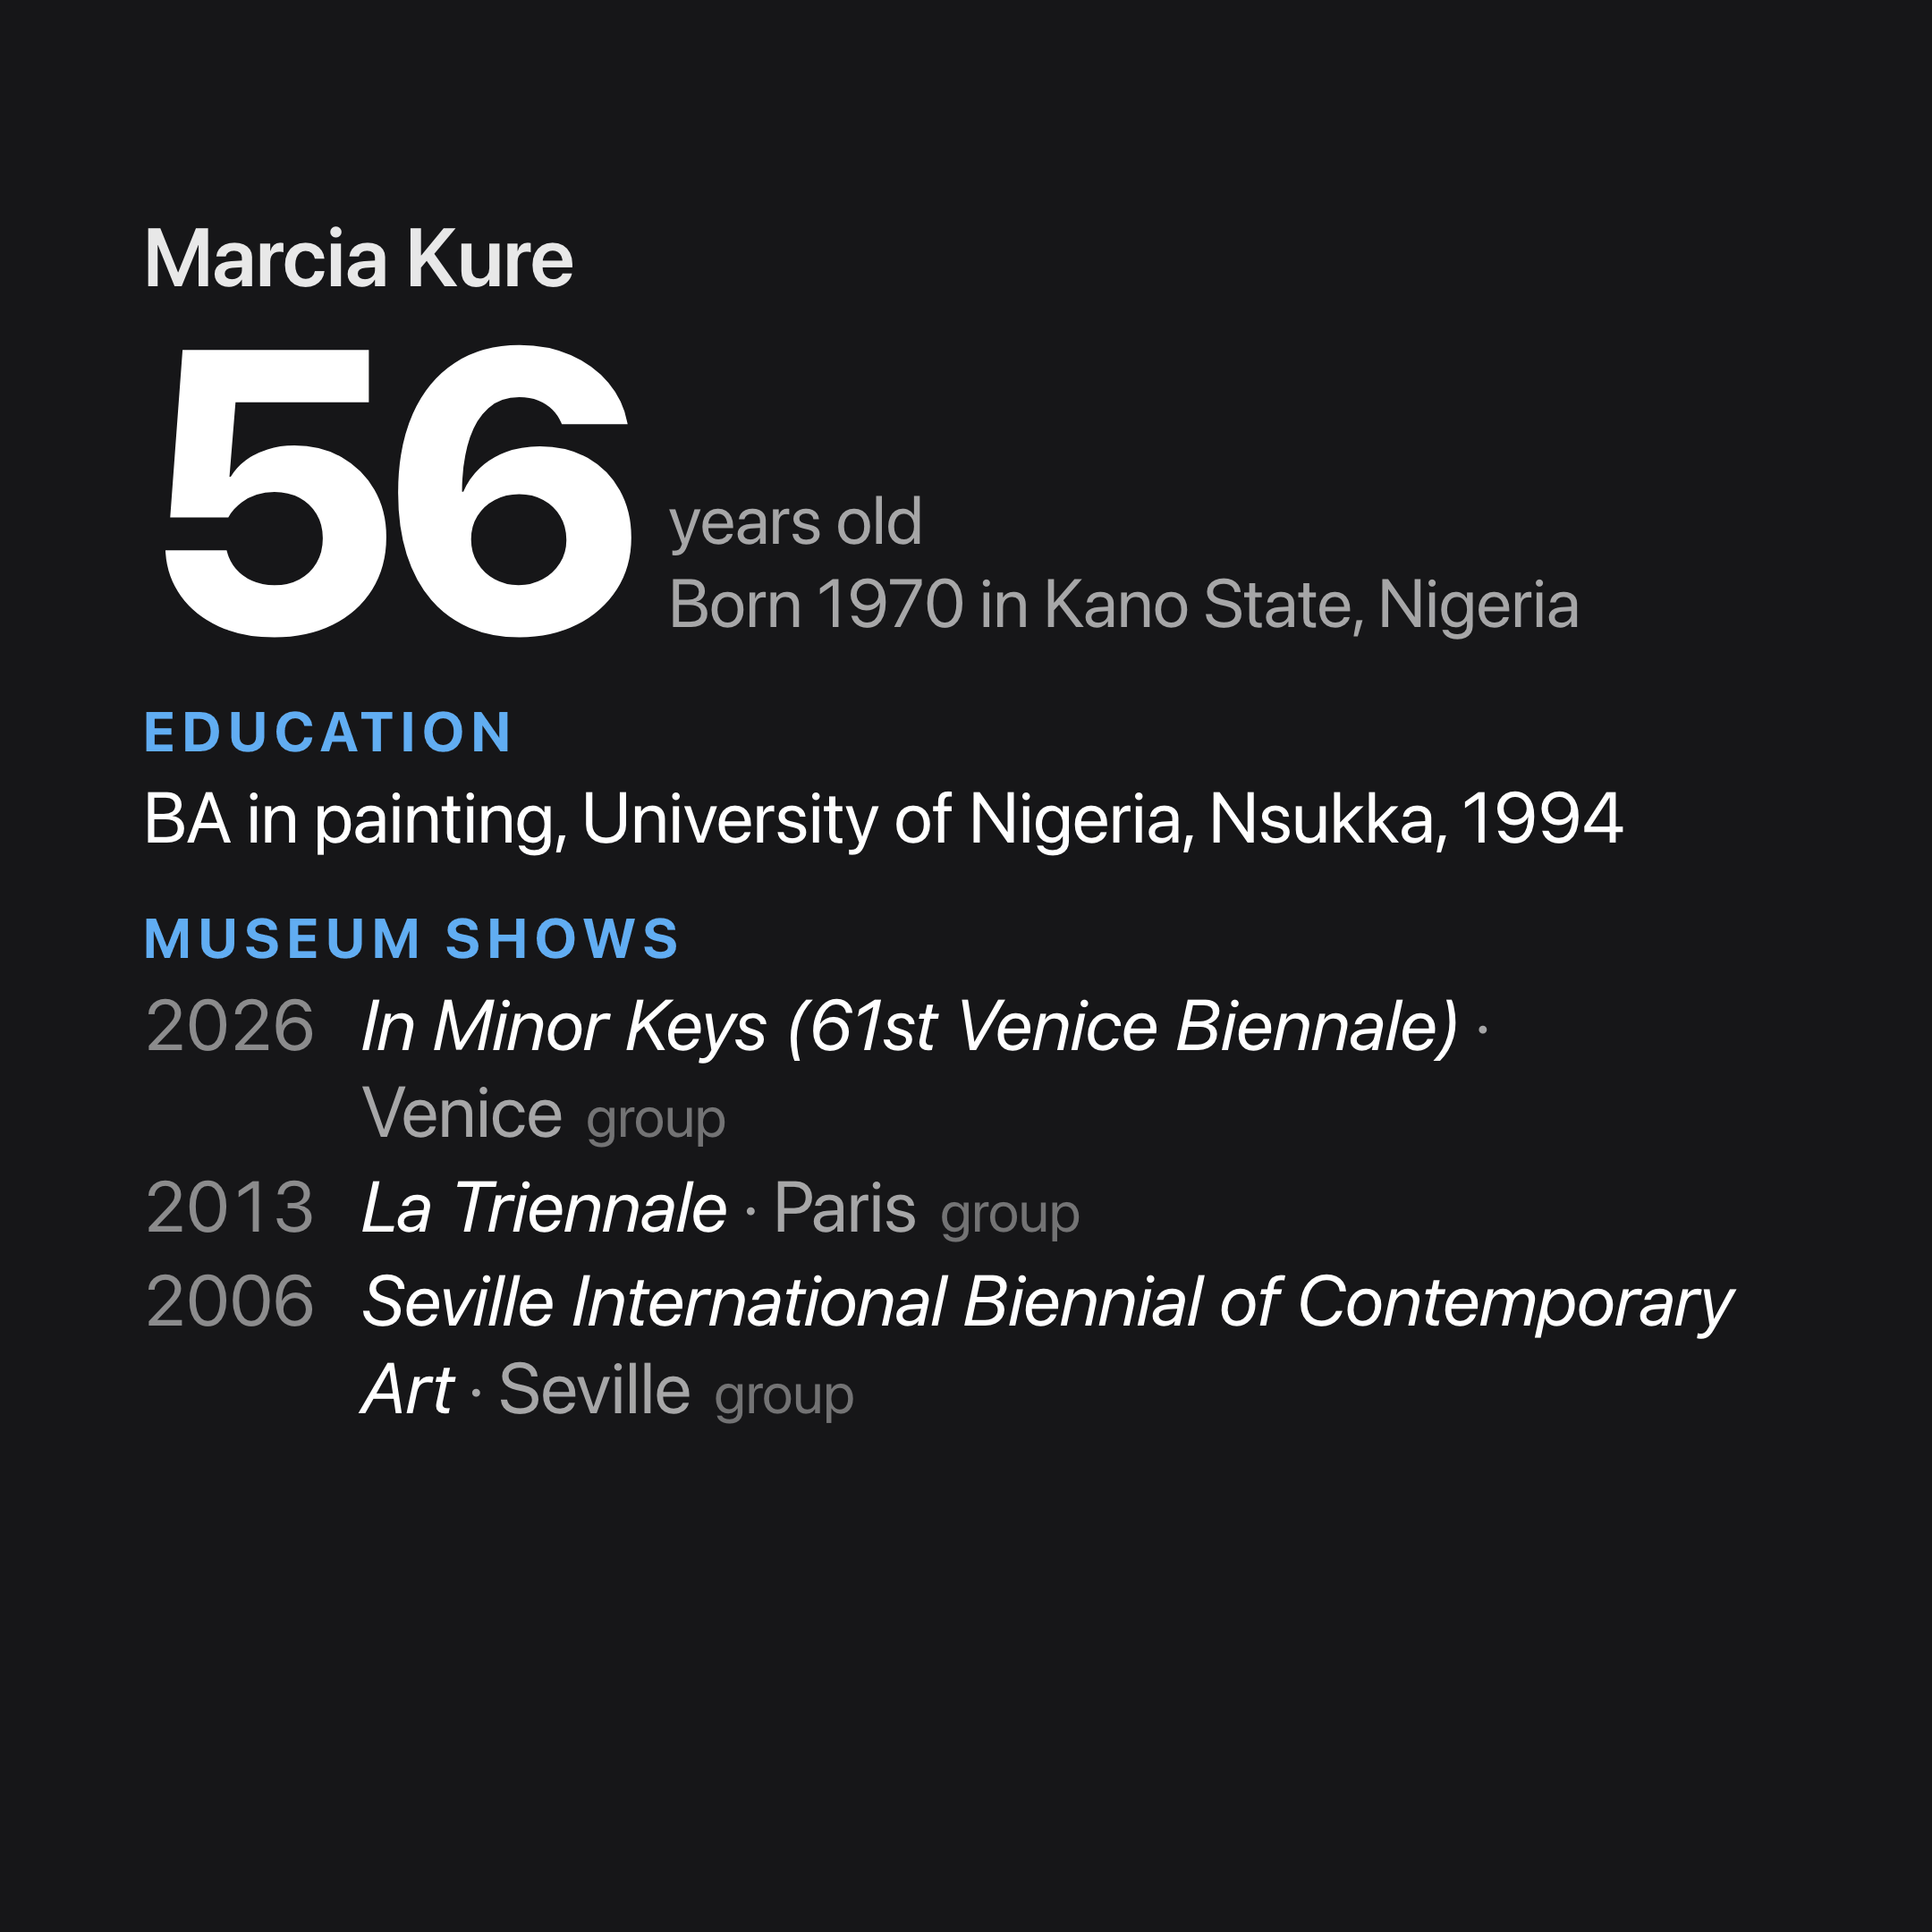 Marcia Kure
56
years old
Born 1970 in Kano State, Nigeria
EDUCATION
BA in painting, University of Nigeria, Nsukka, 1994
MUSEUM SHOWS
2026 In Minor Keys (61st Venice Biennale) ·
Venice group
2013 La Triennale · Paris group
2006 Seville International Biennial of Contemporary
Art · Seville group